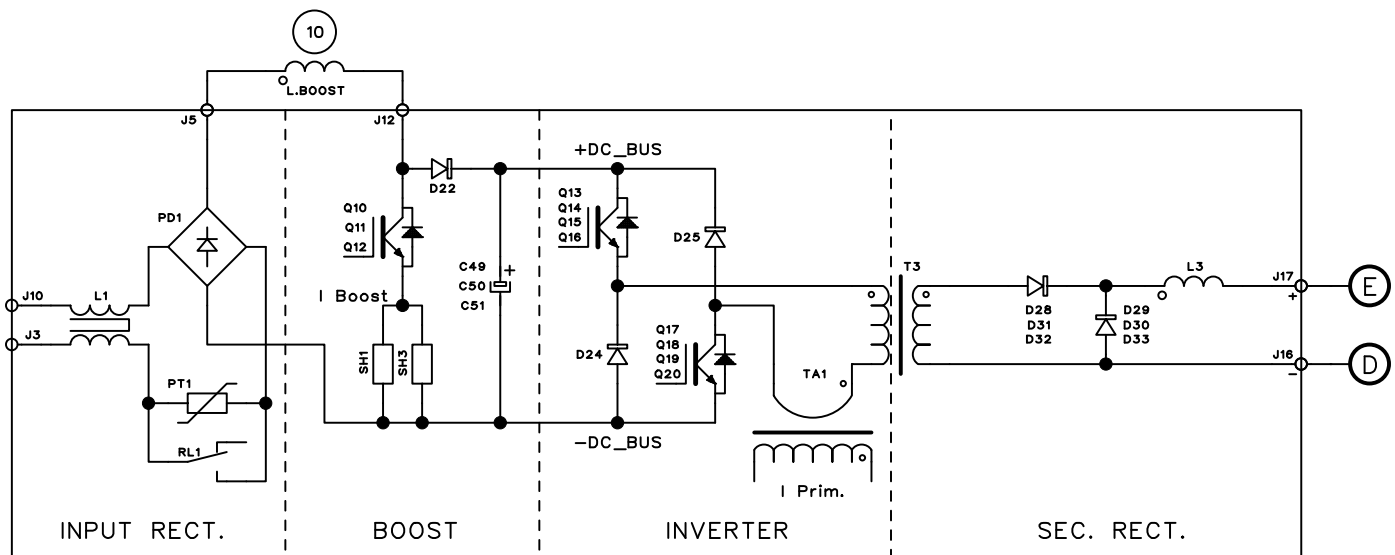 10
L.BOOST
J5
J12
+DC_BUS
D22
PD1
Q10
Q11
Q12
Q13
Q14
Q15
Q16
D25
C49
C50
C51
+
I Boost
T3
L3
J17
+
E
J10
L1
J3
D28
D31
D32
D29
D30
D33
SH1
SH3
D24
Q17
Q18
Q19
Q20
TA1
J16
−
D
PT1
RL1
−DC_BUS
I Prim.
INPUT RECT.
BOOST
INVERTER
SEC. RECT.